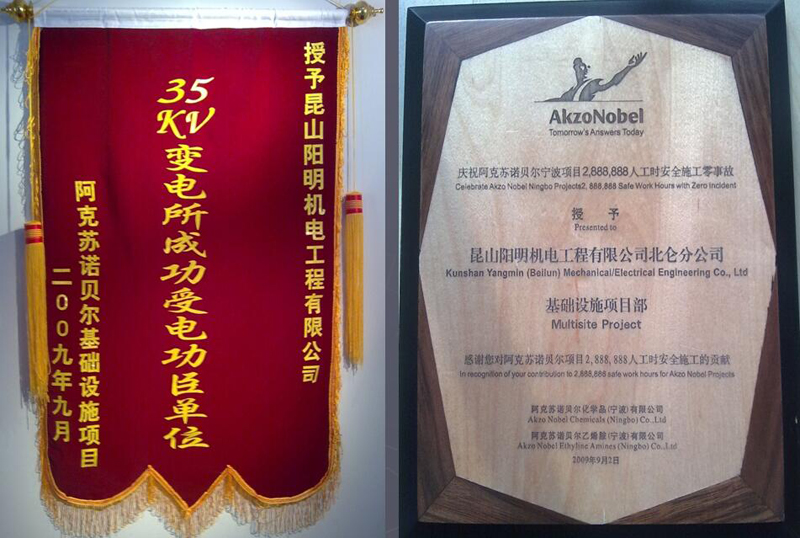 授予昆山阳明机电工程有限公司
35
KV
变电所成功受电功臣单位
阿克苏诺贝尔基础设施项目
二00九年九月
AkzoNobel
Tomorrow's Answers Today
庆祝阿克苏诺贝尔宁波项目2,888,888人工时安全施工零事故
Celebrate Akzo Nobel Ningbo Projects2, 888,888 Safe Work Hours with Zero Incident
授 予
Presented to
昆山阳明机电工程有限公司北仑分公司
Kunshan Yangmin (Beilun) Mechanical/Electrical Engineering Co., Ltd
基础设施项目部
Multisite Project
感谢您对阿克苏诺贝尔项目2,888,888人工时安全施工的贡献
In recognition of your contribution to 2,888,888 safe work hours for Akzo Nobel Projects
阿克苏诺贝尔化学品(宁波)有限公司
Akzo Nobel Chemicals (Ningbo) Co.,Ltd
阿克苏诺贝尔乙烯胺(宁波)有限公司
Akzo Nobel Ethyline Amines (Ningbo) Co.,Ltd
2009年9月2日